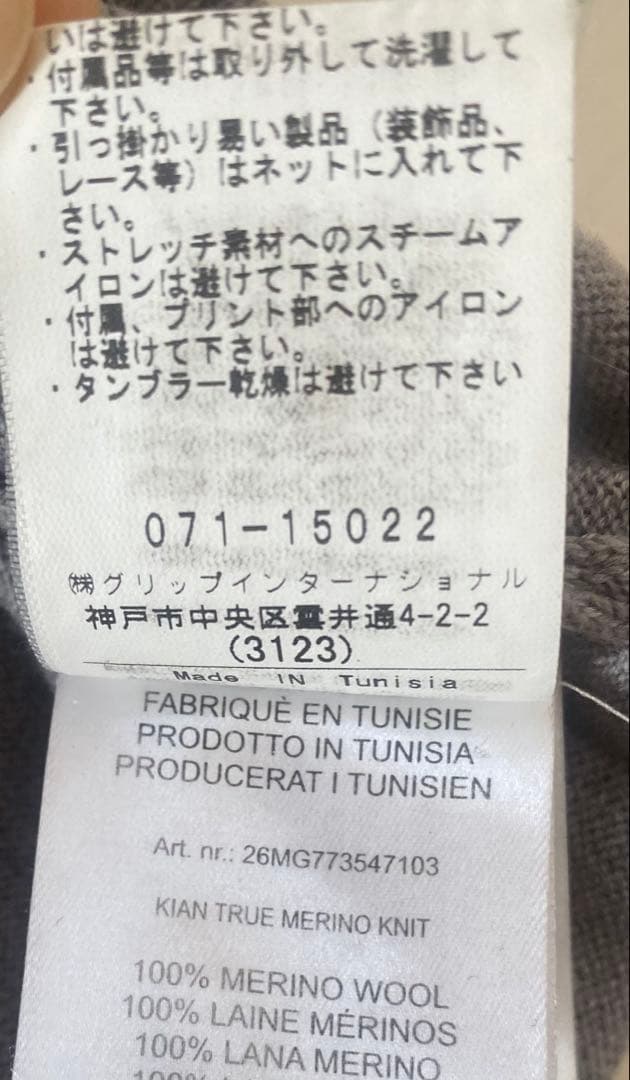 いは避けて下さい。
・付属品等は取り外して洗濯して
下さい。
・引っ掛かり易い製品（装飾品、
レース等）はネットに入れて下
さい。
・ストレッチ素材へのスチームア
イロンは避けて下さい。
・付属、プリント部へのアイロン
は避けて下さい。
・タンブラー乾燥は避けて下さい
071-15022
㈱グリップインターナショナル
神戸市中央区雲井通4-2-2
(3123)
Made IN Tunisia
FABRIQUÈ EN TUNISIE
PRODOTTO IN TUNISIA
PRODUCERAT I TUNISIEN
Art. nr.: 26MG773547103
KIAN TRUE MERINO KNIT
100% MERINO WOOL
100% LAINE MÉRINOS
100% LANA MERINO
100%